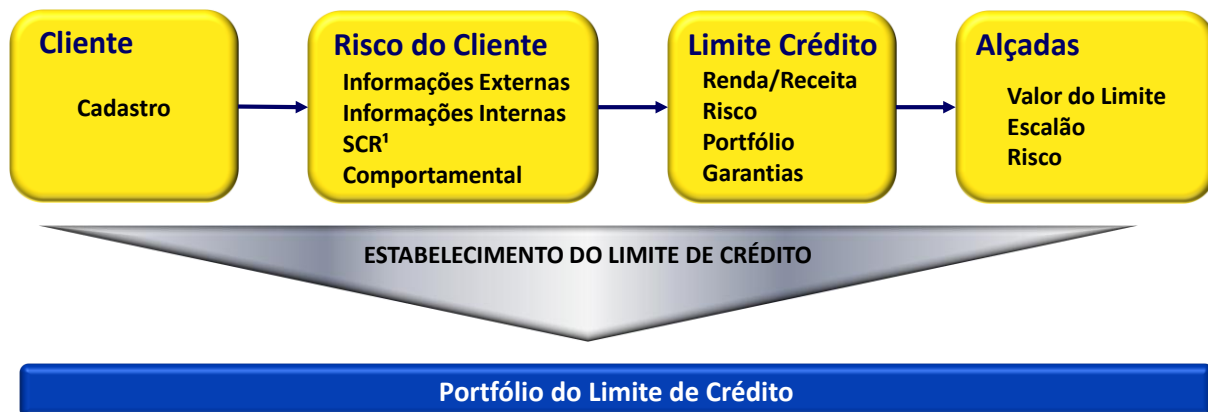 Cliente
Cadastro
Risco do Cliente
Informações Externas
Informações Internas
SCR¹
Comportamental
Limite Crédito
Renda/Receita
Risco
Portfólio
Garantias
Alçadas
Valor do Limite
Escalão
Risco
ESTABELECIMENTO DO LIMITE DE CRÉDITO
Portfólio do Limite de Crédito